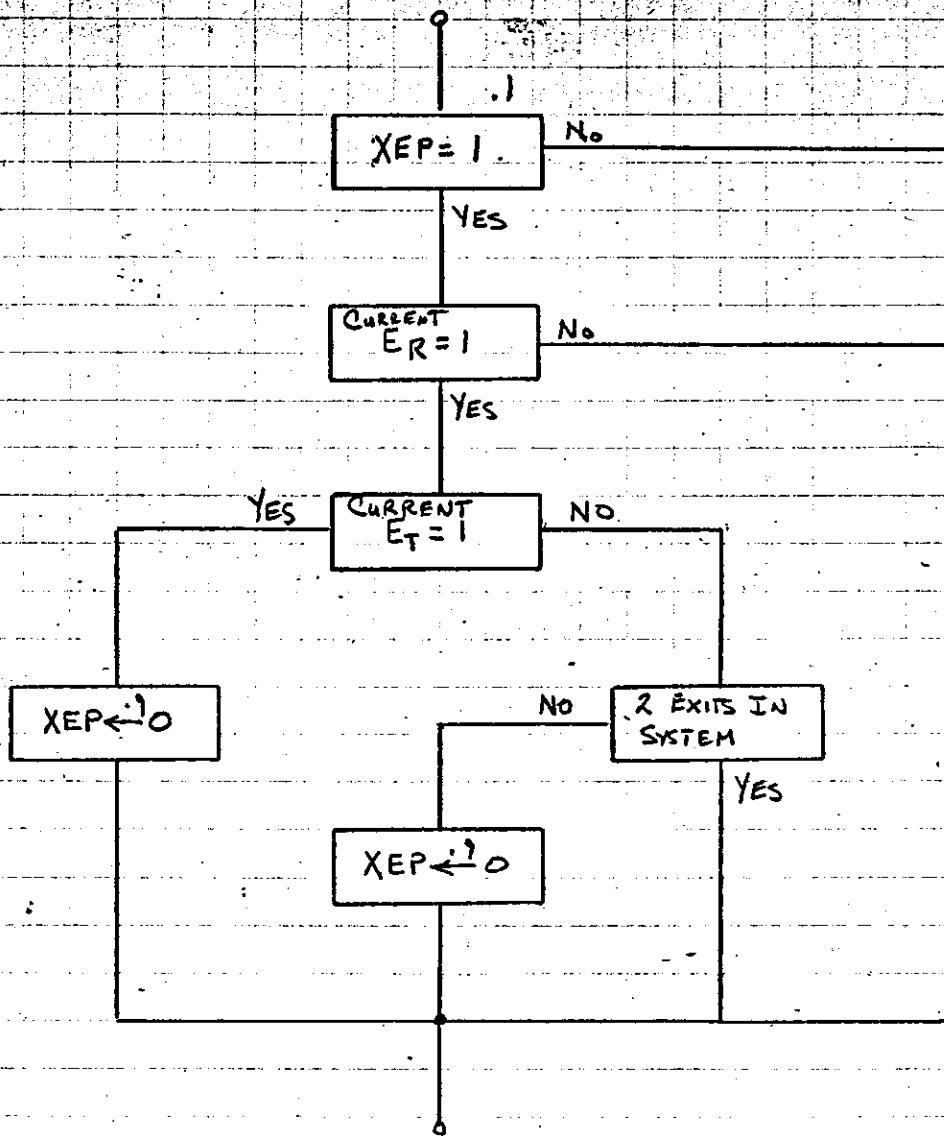 .1
XEP = 1.
No
YES
CURRENT
E_R = 1
No
YES
YES
CURRENT
E_T = 1
NO
XEP ← 0
NO
2 EXITS IN
SYSTEM
YES
XEP ← 0